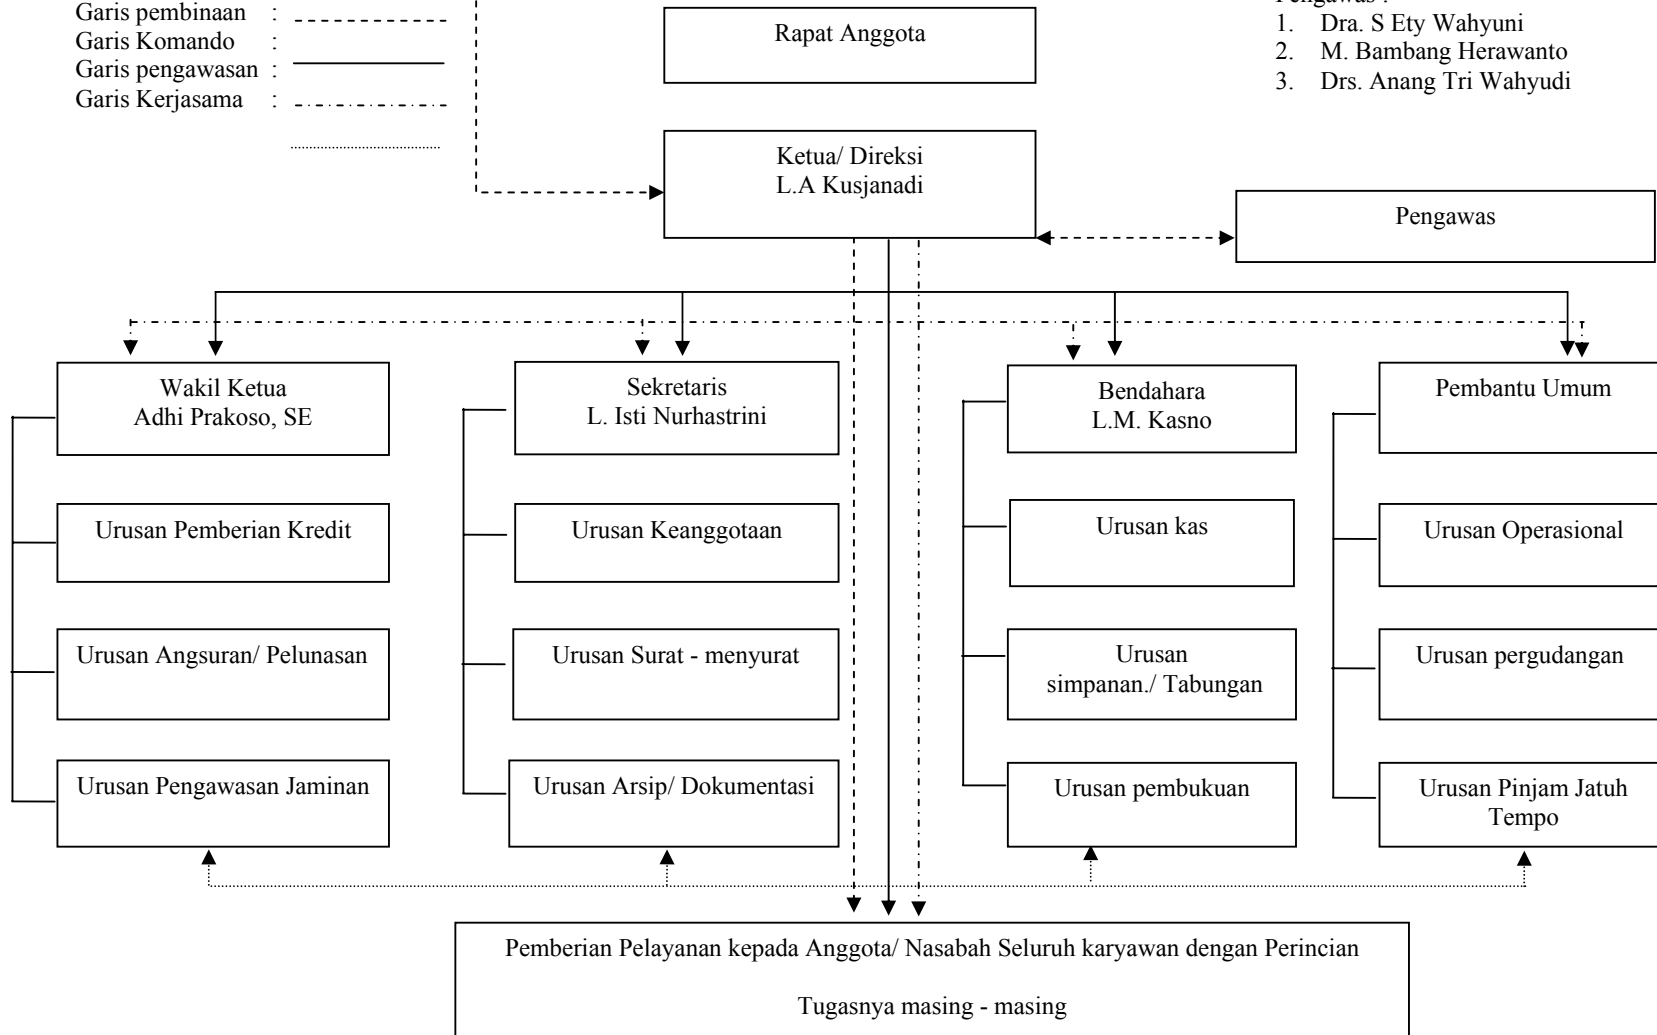 Garis pembinaan :
Garis Komando :
Garis pengawasan :
Garis Kerjasama :
Rapat Anggota
Pengawas :
1. Dra. S Ety Wahyuni
2. M. Bambang Herawanto
3. Drs. Anang Tri Wahyudi
Ketua/ Direksi
L.A Kusjanadi
Pengawas
Wakil Ketua
Adhi Prakoso, SE
Sekretaris
L. Isti Nurhastrini
Bendahara
L.M. Kasno
Pembantu Umum
Urusan Pemberian Kredit
Urusan Keanggotaan
Urusan kas
Urusan Operasional
Urusan Angsuran/ Pelunasan
Urusan Surat - menyurat
Urusan
simpanan./ Tabungan
Urusan pergudangan
Urusan Pengawasan Jaminan
Urusan Arsip/ Dokumentasi
Urusan pembukuan
Urusan Pinjam Jatuh
Tempo
Pemberian Pelayanan kepada Anggota/ Nasabah Seluruh karyawan dengan Perincian
Tugasnya masing - masing